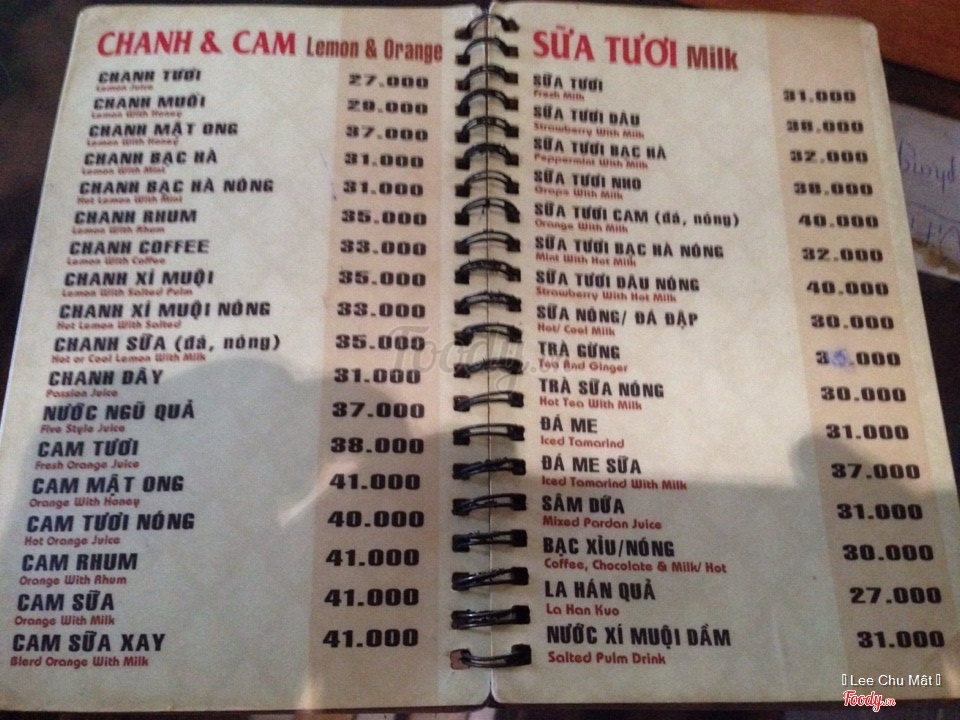 CHANH & CAM Lemon & Orange
CHANH TƯƠI 27.000
Lemon Juice
CHANH MUỐI 29.000
Lemon With Honey
CHANH MẬT ONG 37.000
Lemon With Honey
CHANH BẠC HÀ 31.000
Lemon With Mint
CHANH BẠC HÀ NÓNG 31.000
Hot Lemon With Mint
CHANH RHUM 35.000
Lemon With Rhum
CHANH COFFEE 33.000
Lemon With Coffee
CHANH XÍ MUỘI 35.000
Lemon With Salted Pulm
CHANH XÍ MUỘI NÓNG 33.000
Hot Lemon With Salted
CHANH SỮA (đá, nóng) 35.000
Hot or Cool Lemon With Milk
CHANH DÂY 31.000
Passion Juice
NƯỚC NGŨ QUẢ 37.000
Five Style Juice
CAM TƯƠI 38.000
Fresh Orange Juice
CAM MẬT ONG 41.000
Orange With Honey
CAM TƯƠI NÓNG 40.000
Hot Orange Juice
CAM RHUM 41.000
Orange With Rhum
CAM SỮA 41.000
Orange With Milk
CAM SỮA XAY 41.000
Blerd Orange With Milk
SỮA TƯƠI Milk
SỮA TƯƠI 31.000
Fresh Milk
SỮA TƯƠI DÂU 38.000
Strawberry With Milk
SỮA TƯƠI BẠC HÀ 32.000
Peppermint With Milk
SỮA TƯƠI NHO 38.000
Graps With Milk
SỮA TƯƠI CAM (đá, nóng) 40.000
Orange With Milk
SỮA TƯƠI BẠC HÀ NÓNG 32.000
Mint With Hot Milk
SỮA TƯƠI DÂU NÓNG 40.000
Strawberry With Hot Milk
SỮA NÓNG/ ĐÁ ĐẬP 30.000
Hot/ Cool Milk
TRÀ GỪNG 35.000
Tea And Ginger
TRÀ SỮA NÓNG 30.000
Hot Tea With Milk
ĐÁ ME 31.000
Iced Tamarind
ĐÁ ME SỮA 37.000
Iced Tamarind With Milk
SÂM DỨA 31.000
Mixed Pardan Juice
BẠC XỈU/NÓNG 30.000
Coffee, Chocolate & Milk/ Hot
LA HÁN QUẢ 27.000
La Han Kuo
NƯỚC XÍ MUỘI DẦM 31.000
Salted Pulm Drink
Foody.vn
Lee Chu Mật
Foody.vn